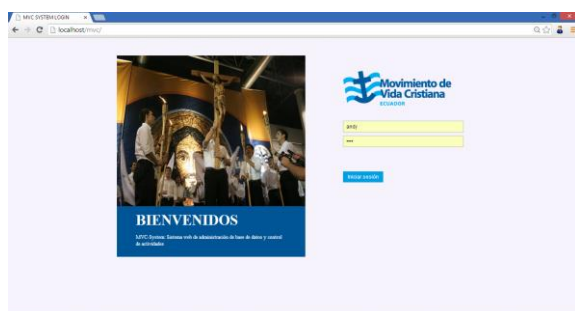 MVC SYSTEM LOGIN
localhost/mvc/
Movimiento de
Vida Cristiana
ECUADOR
••••
Iniciar sesión
BIENVENIDOS
MVC-System: Sistema web de administración de base de datos y control
de actividades